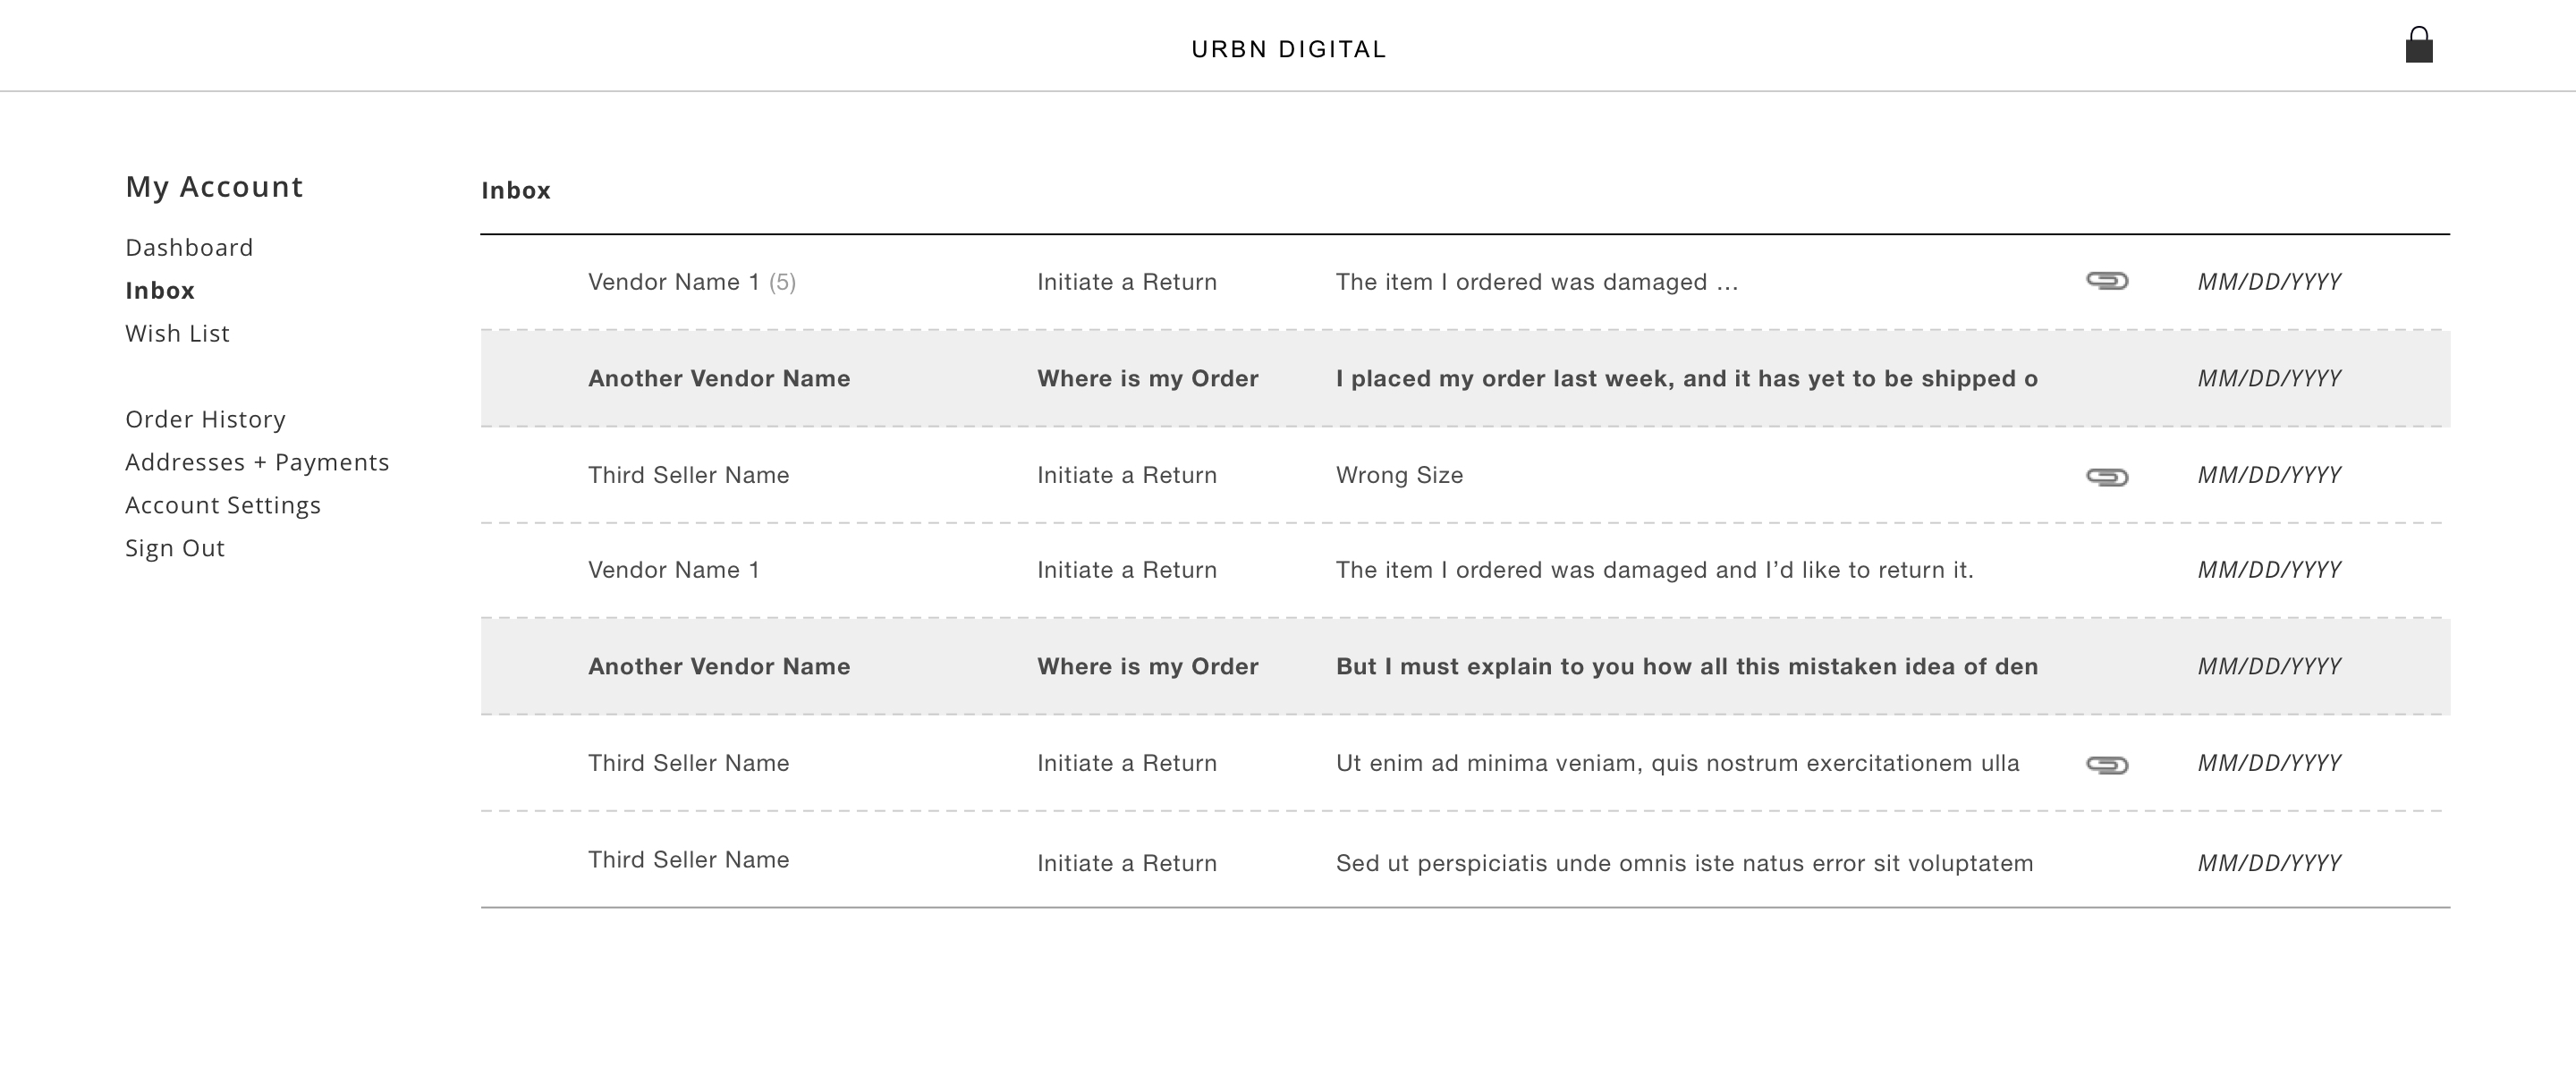 URBN DIGITAL
My Account
Dashboard
Inbox
Wish List
Order History
Addresses + Payments
Account Settings
Sign Out
Inbox
Vendor Name 1 (5) Initiate a Return The item I ordered was damaged ... MM/DD/YYYY
Another Vendor Name Where is my Order I placed my order last week, and it has yet to be shipped o MM/DD/YYYY
Third Seller Name Initiate a Return Wrong Size MM/DD/YYYY
Vendor Name 1 Initiate a Return The item I ordered was damaged and I’d like to return it. MM/DD/YYYY
Another Vendor Name Where is my Order But I must explain to you how all this mistaken idea of den MM/DD/YYYY
Third Seller Name Initiate a Return Ut enim ad minima veniam, quis nostrum exercitationem ulla MM/DD/YYYY
Third Seller Name Initiate a Return Sed ut perspiciatis unde omnis iste natus error sit voluptatem MM/DD/YYYY